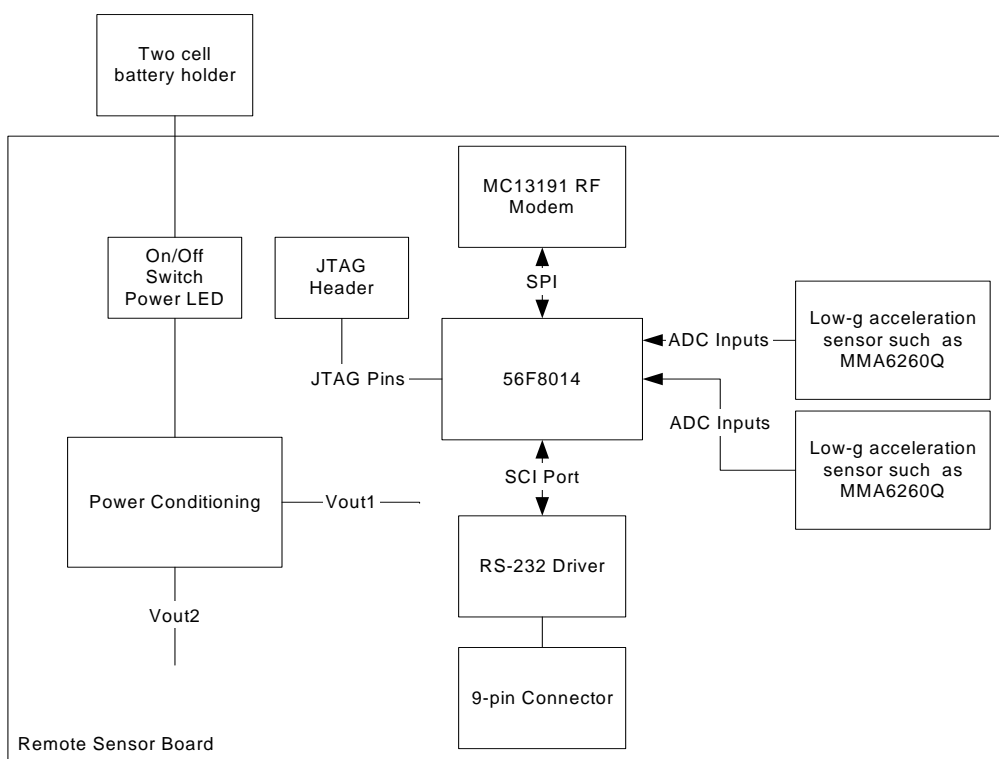 Two cell
battery holder
MC13191 RF
Modem
On/Off
Switch
Power LED
JTAG
Header
SPI
Low-g acceleration
sensor such as
MMA6260Q
ADC Inputs
JTAG Pins
56F8014
ADC Inputs
Low-g acceleration
sensor such as
MMA6260Q
SCI Port
Power Conditioning
Vout1
RS-232 Driver
Vout2
9-pin Connector
Remote Sensor Board